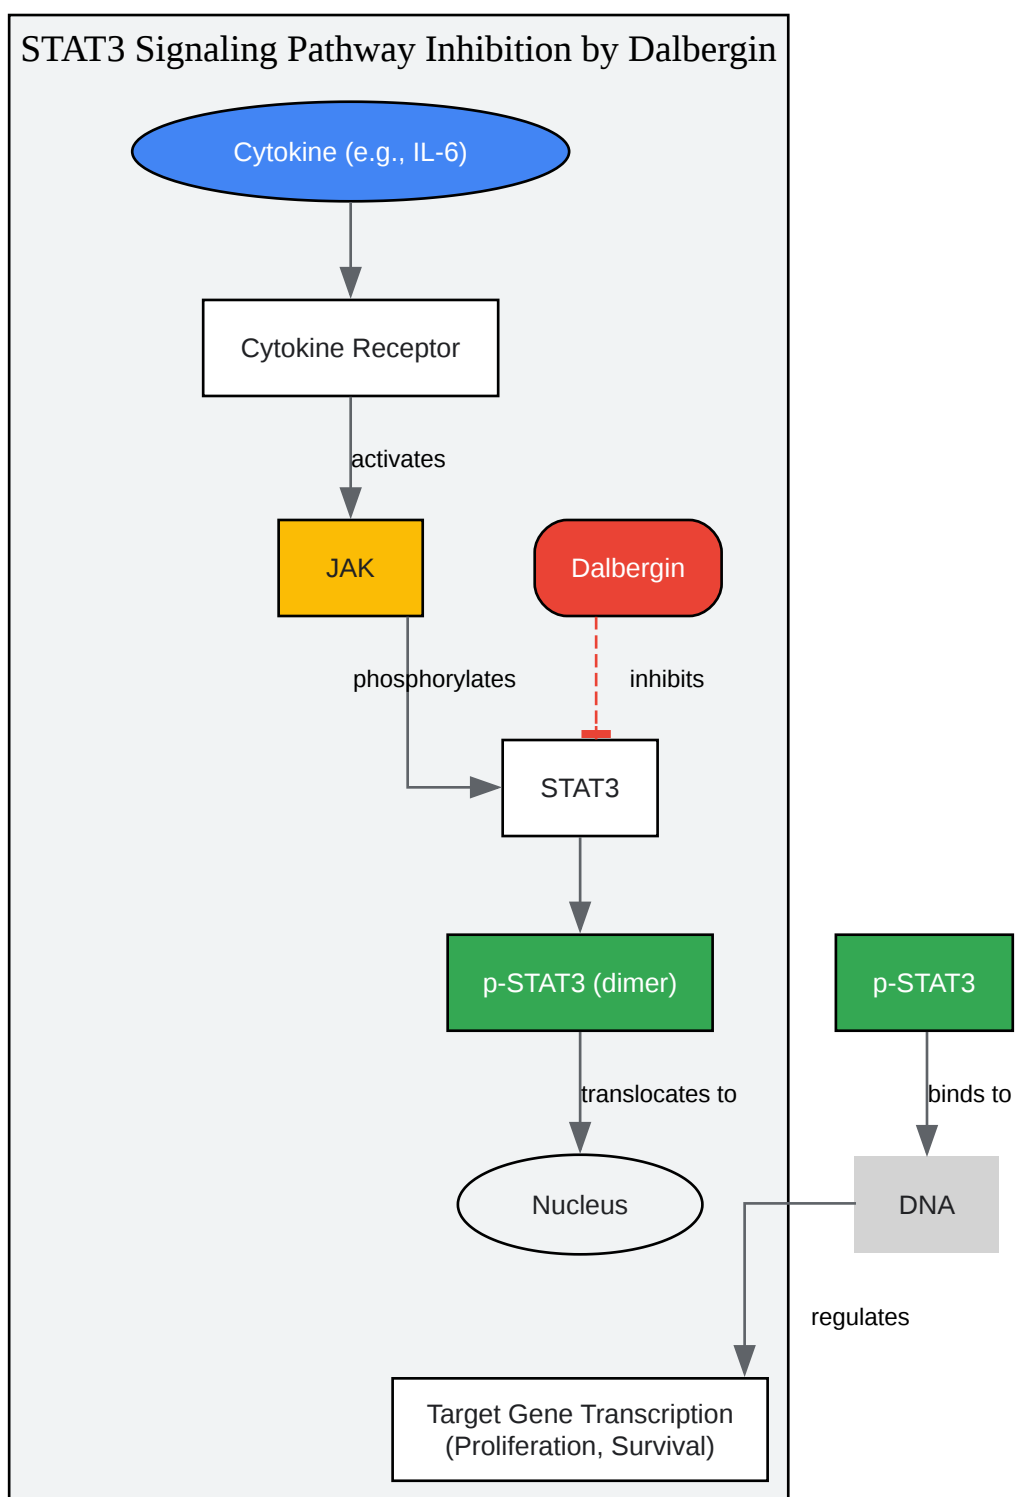 STAT3 Signaling Pathway Inhibition by Dalbergin
Cytokine (e.g., IL-6)
Cytokine Receptor
activates
JAK
Dalbergin
phosphorylates
inhibits
STAT3
p-STAT3 (dimer)
p-STAT3
translocates to
binds to
Nucleus
DNA
regulates
Target Gene Transcription
(Proliferation, Survival)